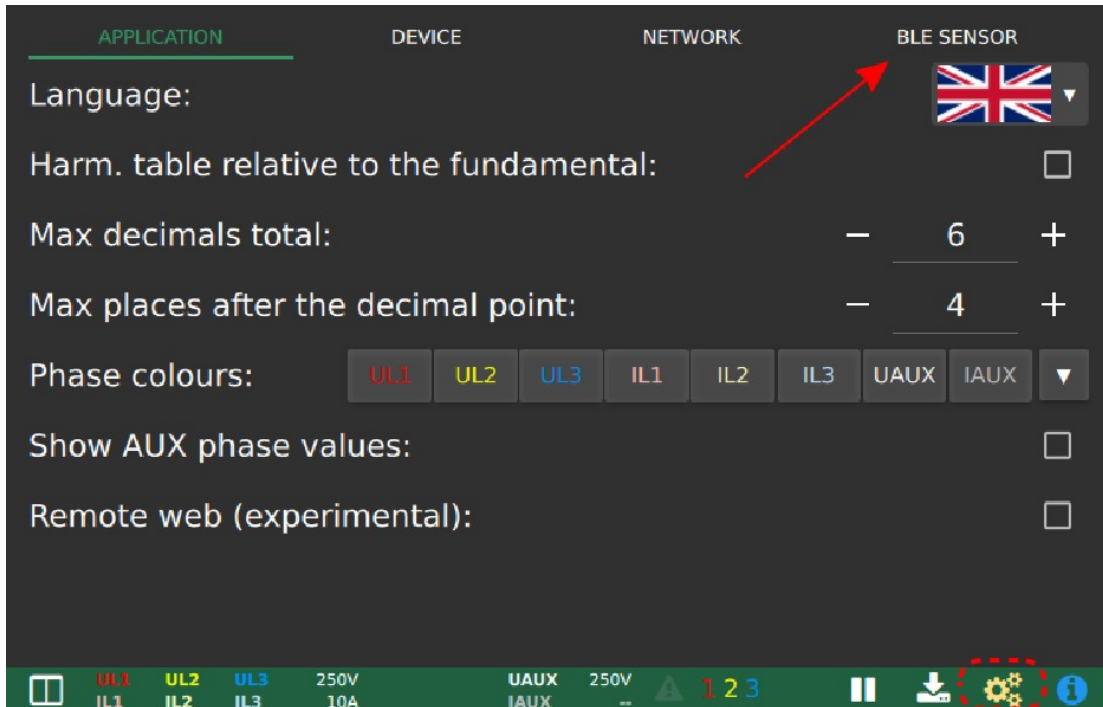 APPLICATION DEVICE NETWORK BLE SENSOR
Language:
Harm. table relative to the fundamental:
Max decimals total: − 6 +
Max places after the decimal point: − 4 +
Phase colours: UL1 UL2 UL3 IL1 IL2 IL3 UAUX IAUX
Show AUX phase values:
Remote web (experimental):
UL1 UL2 UL3 250V UAUX 250V 1 2 3
IL1 IL2 IL3 10A IAUX --